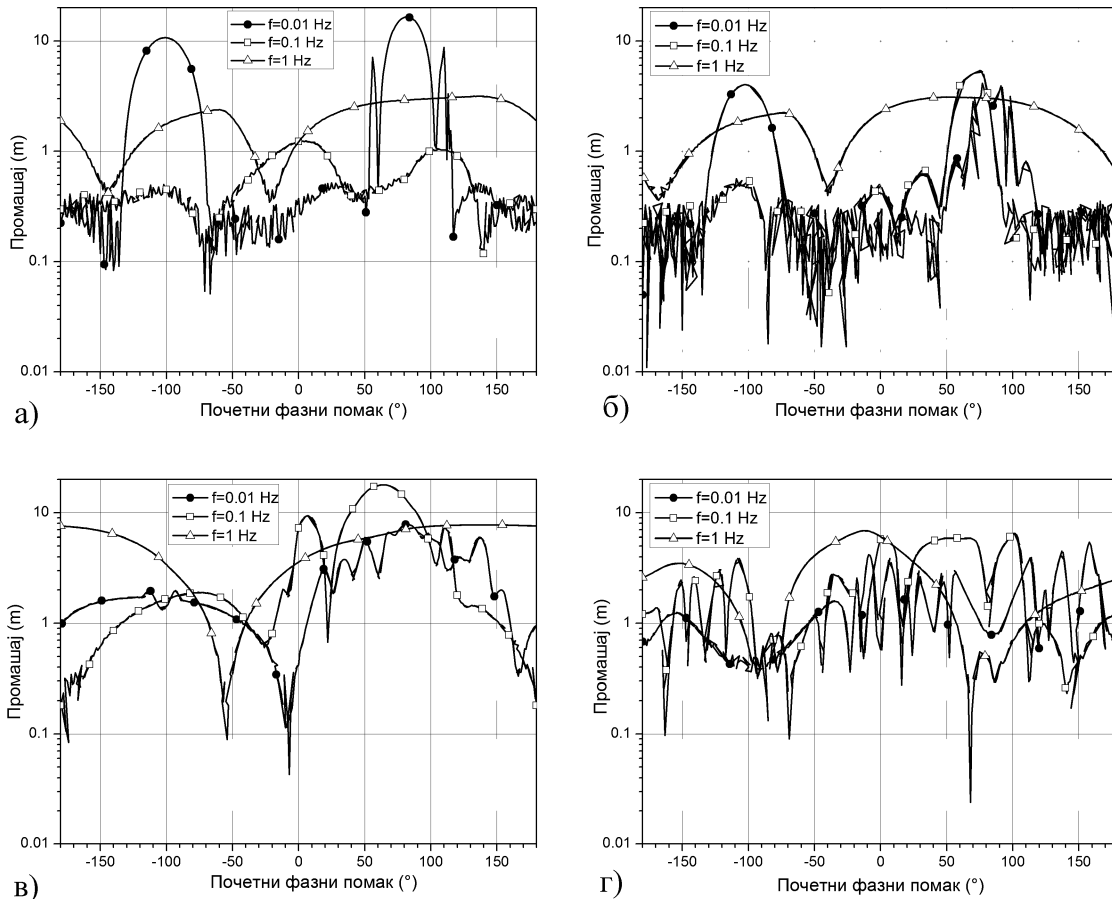 f=0.01 Hz
f=0.1 Hz
f=1 Hz
10
1
0.1
0.01
-150 -100 -50 0 50 100 150
Промашај (m)
Почетни фазни помак (°)
а)
f=0.01 Hz
f=0.1 Hz
f=1 Hz
10
1
0.1
0.01
-150 -100 -50 0 50 100 150
Промашај (m)
Почетни фазни помак (°)
б)
f=0.01 Hz
f=0.1 Hz
f=1 Hz
10
1
0.1
0.01
-150 -100 -50 0 50 100 150
Промашај (m)
Почетни фазни помак (°)
в)
f=0.01 Hz
f=0.1 Hz
f=1 Hz
10
1
0.1
0.01
-150 -100 -50 0 50 100 150
Промашај (m)
Почетни фазни помак (°)
г)